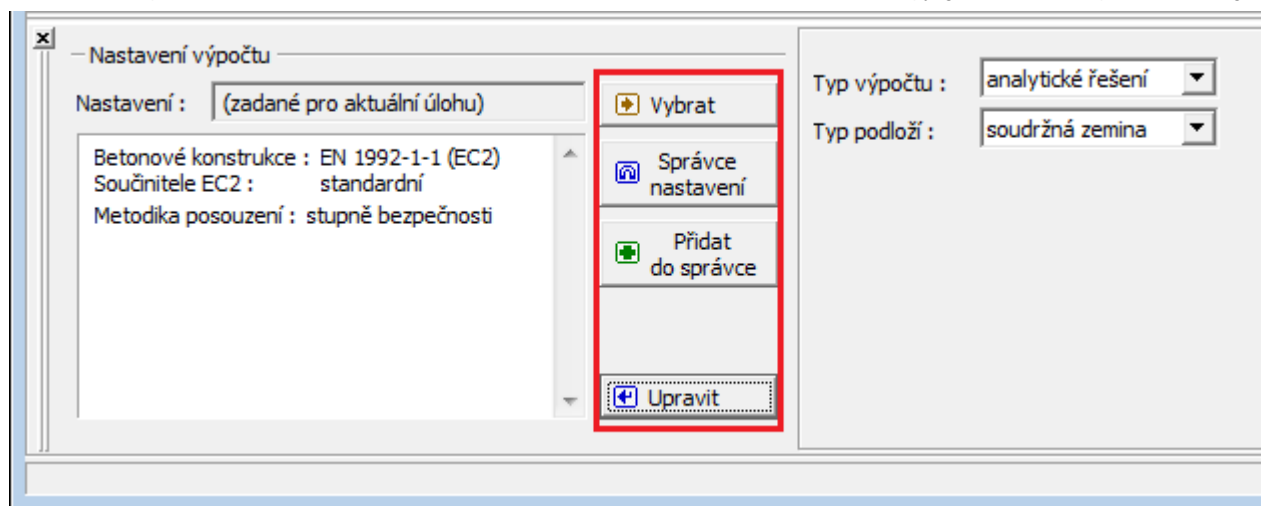 Nastavení výpočtu
Nastavení : (zadané pro aktuální úlohu)
Betonové konstrukce : EN 1992-1-1 (EC2)
Součinitele EC2 : standardní
Metodika posouzení : stupně bezpečnosti
Vybrat
Správce
nastavení
Přidat
do správce
Upravit
Typ výpočtu : analytické řešení
Typ podloží : soudržná zemina